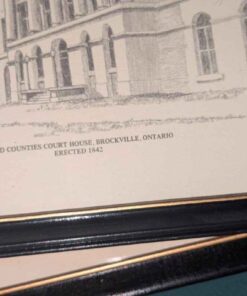 D COUNTIES COURT HOUSE, BROCKVILLE, ONTARIO
ERECTED 1842